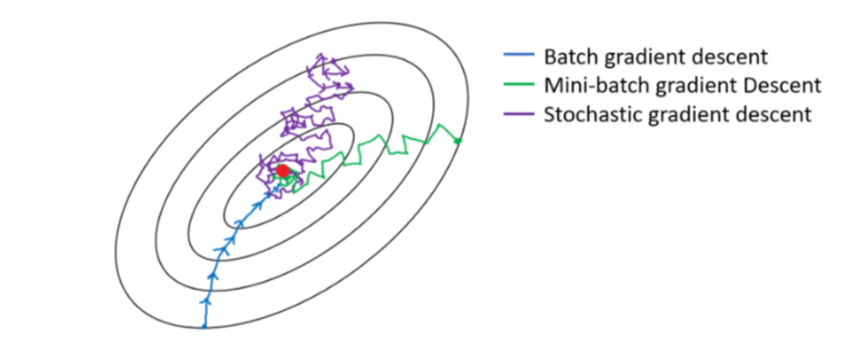 Batch gradient descent
Mini-batch gradient Descent
Stochastic gradient descent